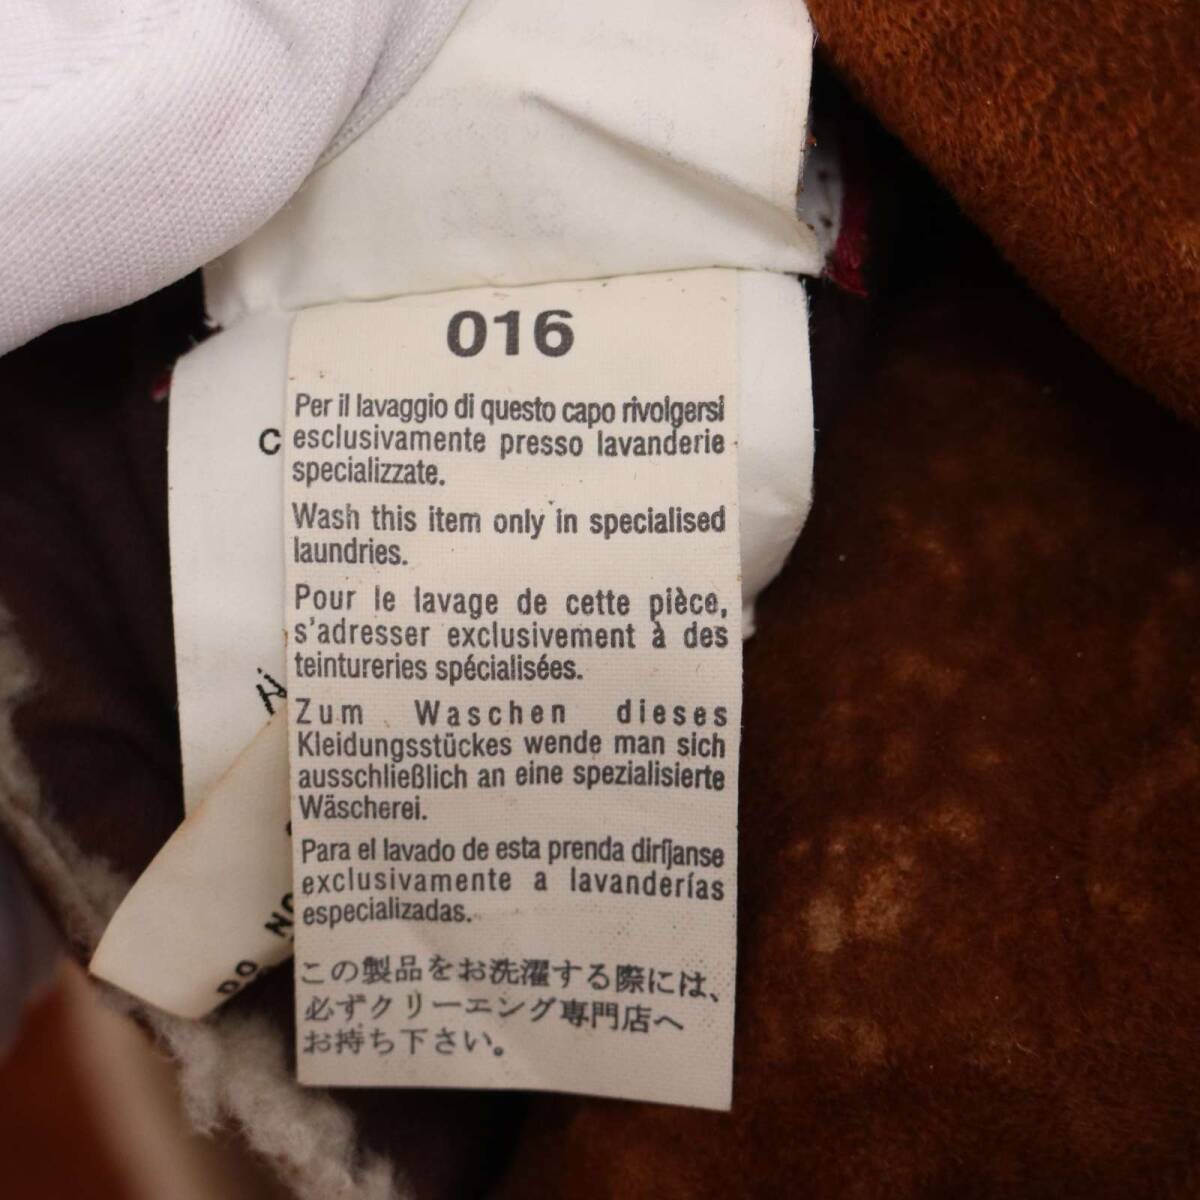 016
Per il lavaggio di questo capo rivolgersi
esclusivamente presso lavanderie
specializzate.
Wash this item only in specialised
laundries.
Pour le lavage de cette pièce,
s'adresser exclusivement à des
teintureries spécialisées.
Zum Waschen dieses
Kleidungsstückes wende man sich
ausschließlich an eine spezialisierte
Wäscherei.
Para el lavado de esta prenda diríjanse
exclusivamente a lavanderías
especializadas.
この製品をお洗濯する際には、
必ずクリーエング専門店へ
お持ち下さい。
C
DO NO